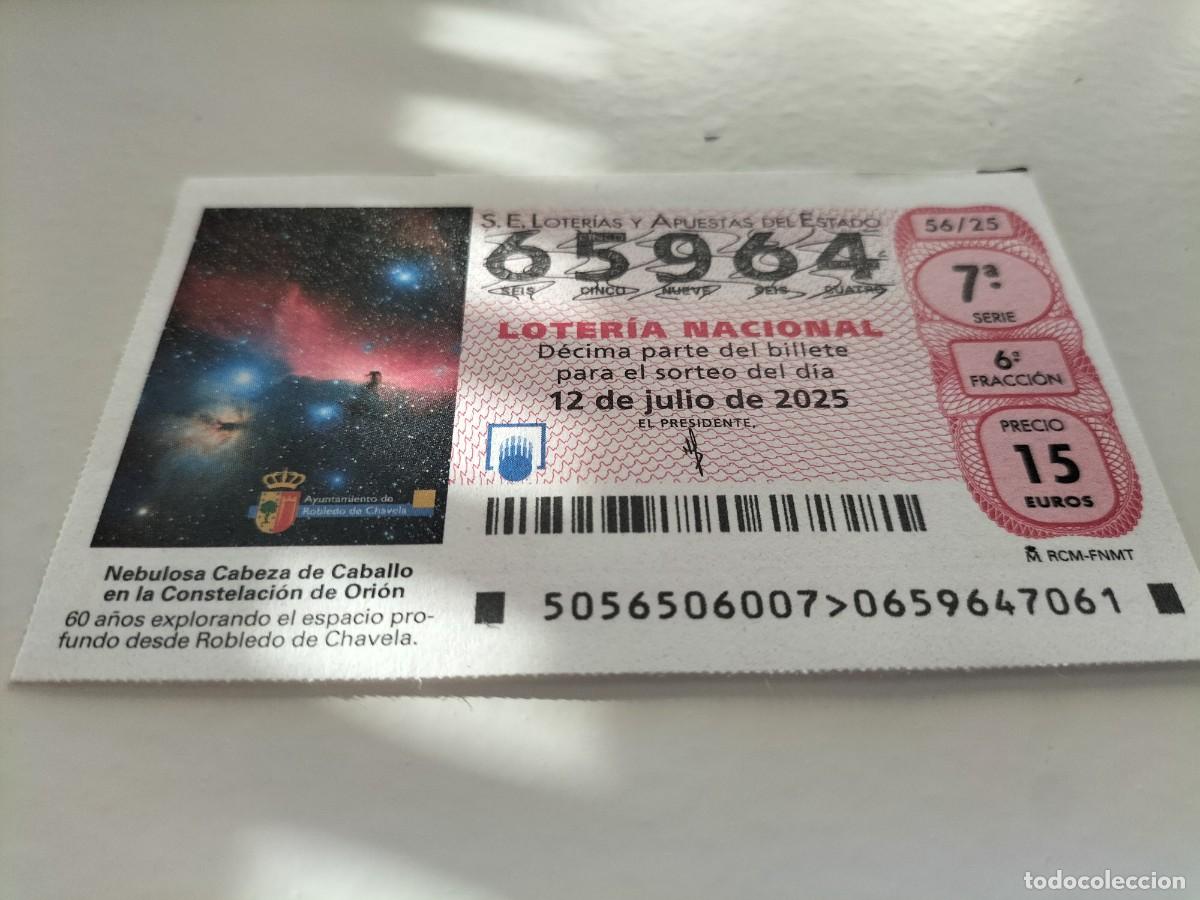 S. E. LOTERÍAS Y APUESTAS DEL ESTADO
65964
SEIS CINCO NUEVE SEIS CUATRO
LOTERÍA NACIONAL
Décima parte del billete
para el sorteo del día
12 de julio de 2025
EL PRESIDENTE,
56/25
7ª
SERIE
6ª
FRACCIÓN
PRECIO
15
EUROS
RCM-FNMT
5056506007>0659647061
Ayuntamiento de
Robledo de Chavela
Nebulosa Cabeza de Caballo
en la Constelación de Orión
60 años explorando el espacio pro-
fundo desde Robledo de Chavela.
todocoleccion